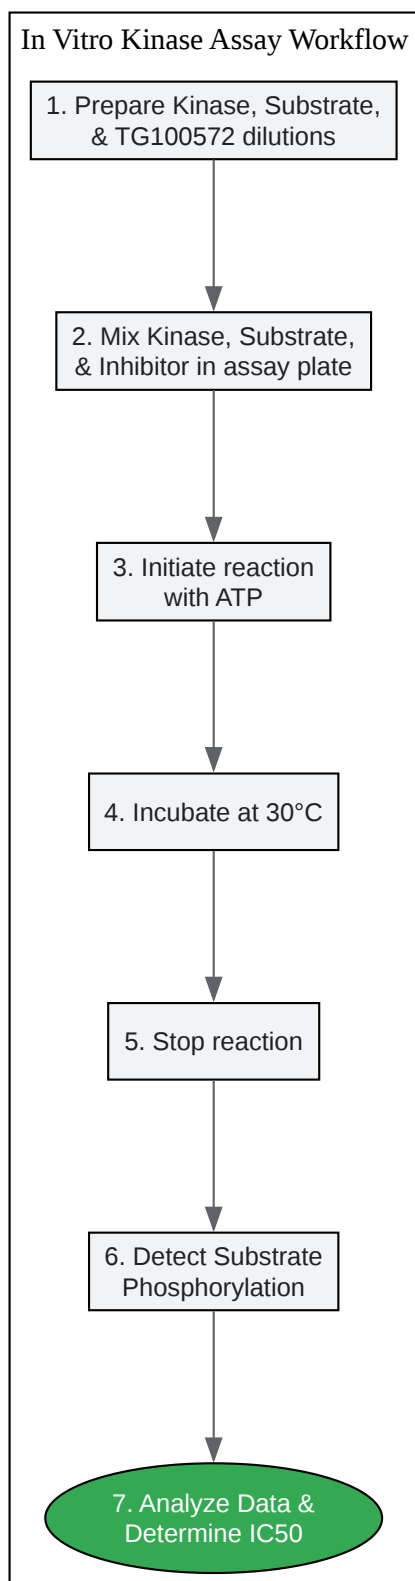 In Vitro Kinase Assay Workflow
1. Prepare Kinase, Substrate,
& TG100572 dilutions
2. Mix Kinase, Substrate,
& Inhibitor in assay plate
3. Initiate reaction
with ATP
4. Incubate at 30°C
5. Stop reaction
6. Detect Substrate
Phosphorylation
7. Analyze Data &
Determine IC50